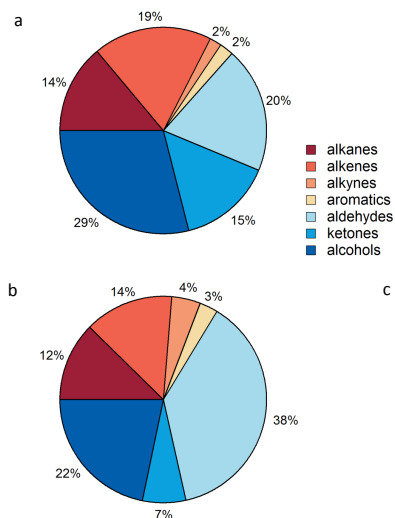 a
19%
2%
2%
14%
20%
29%
15%
alkanes
alkenes
alkynes
aromatics
aldehydes
ketones
alcohols
b
c
14%
4%
3%
12%
38%
22%
7%